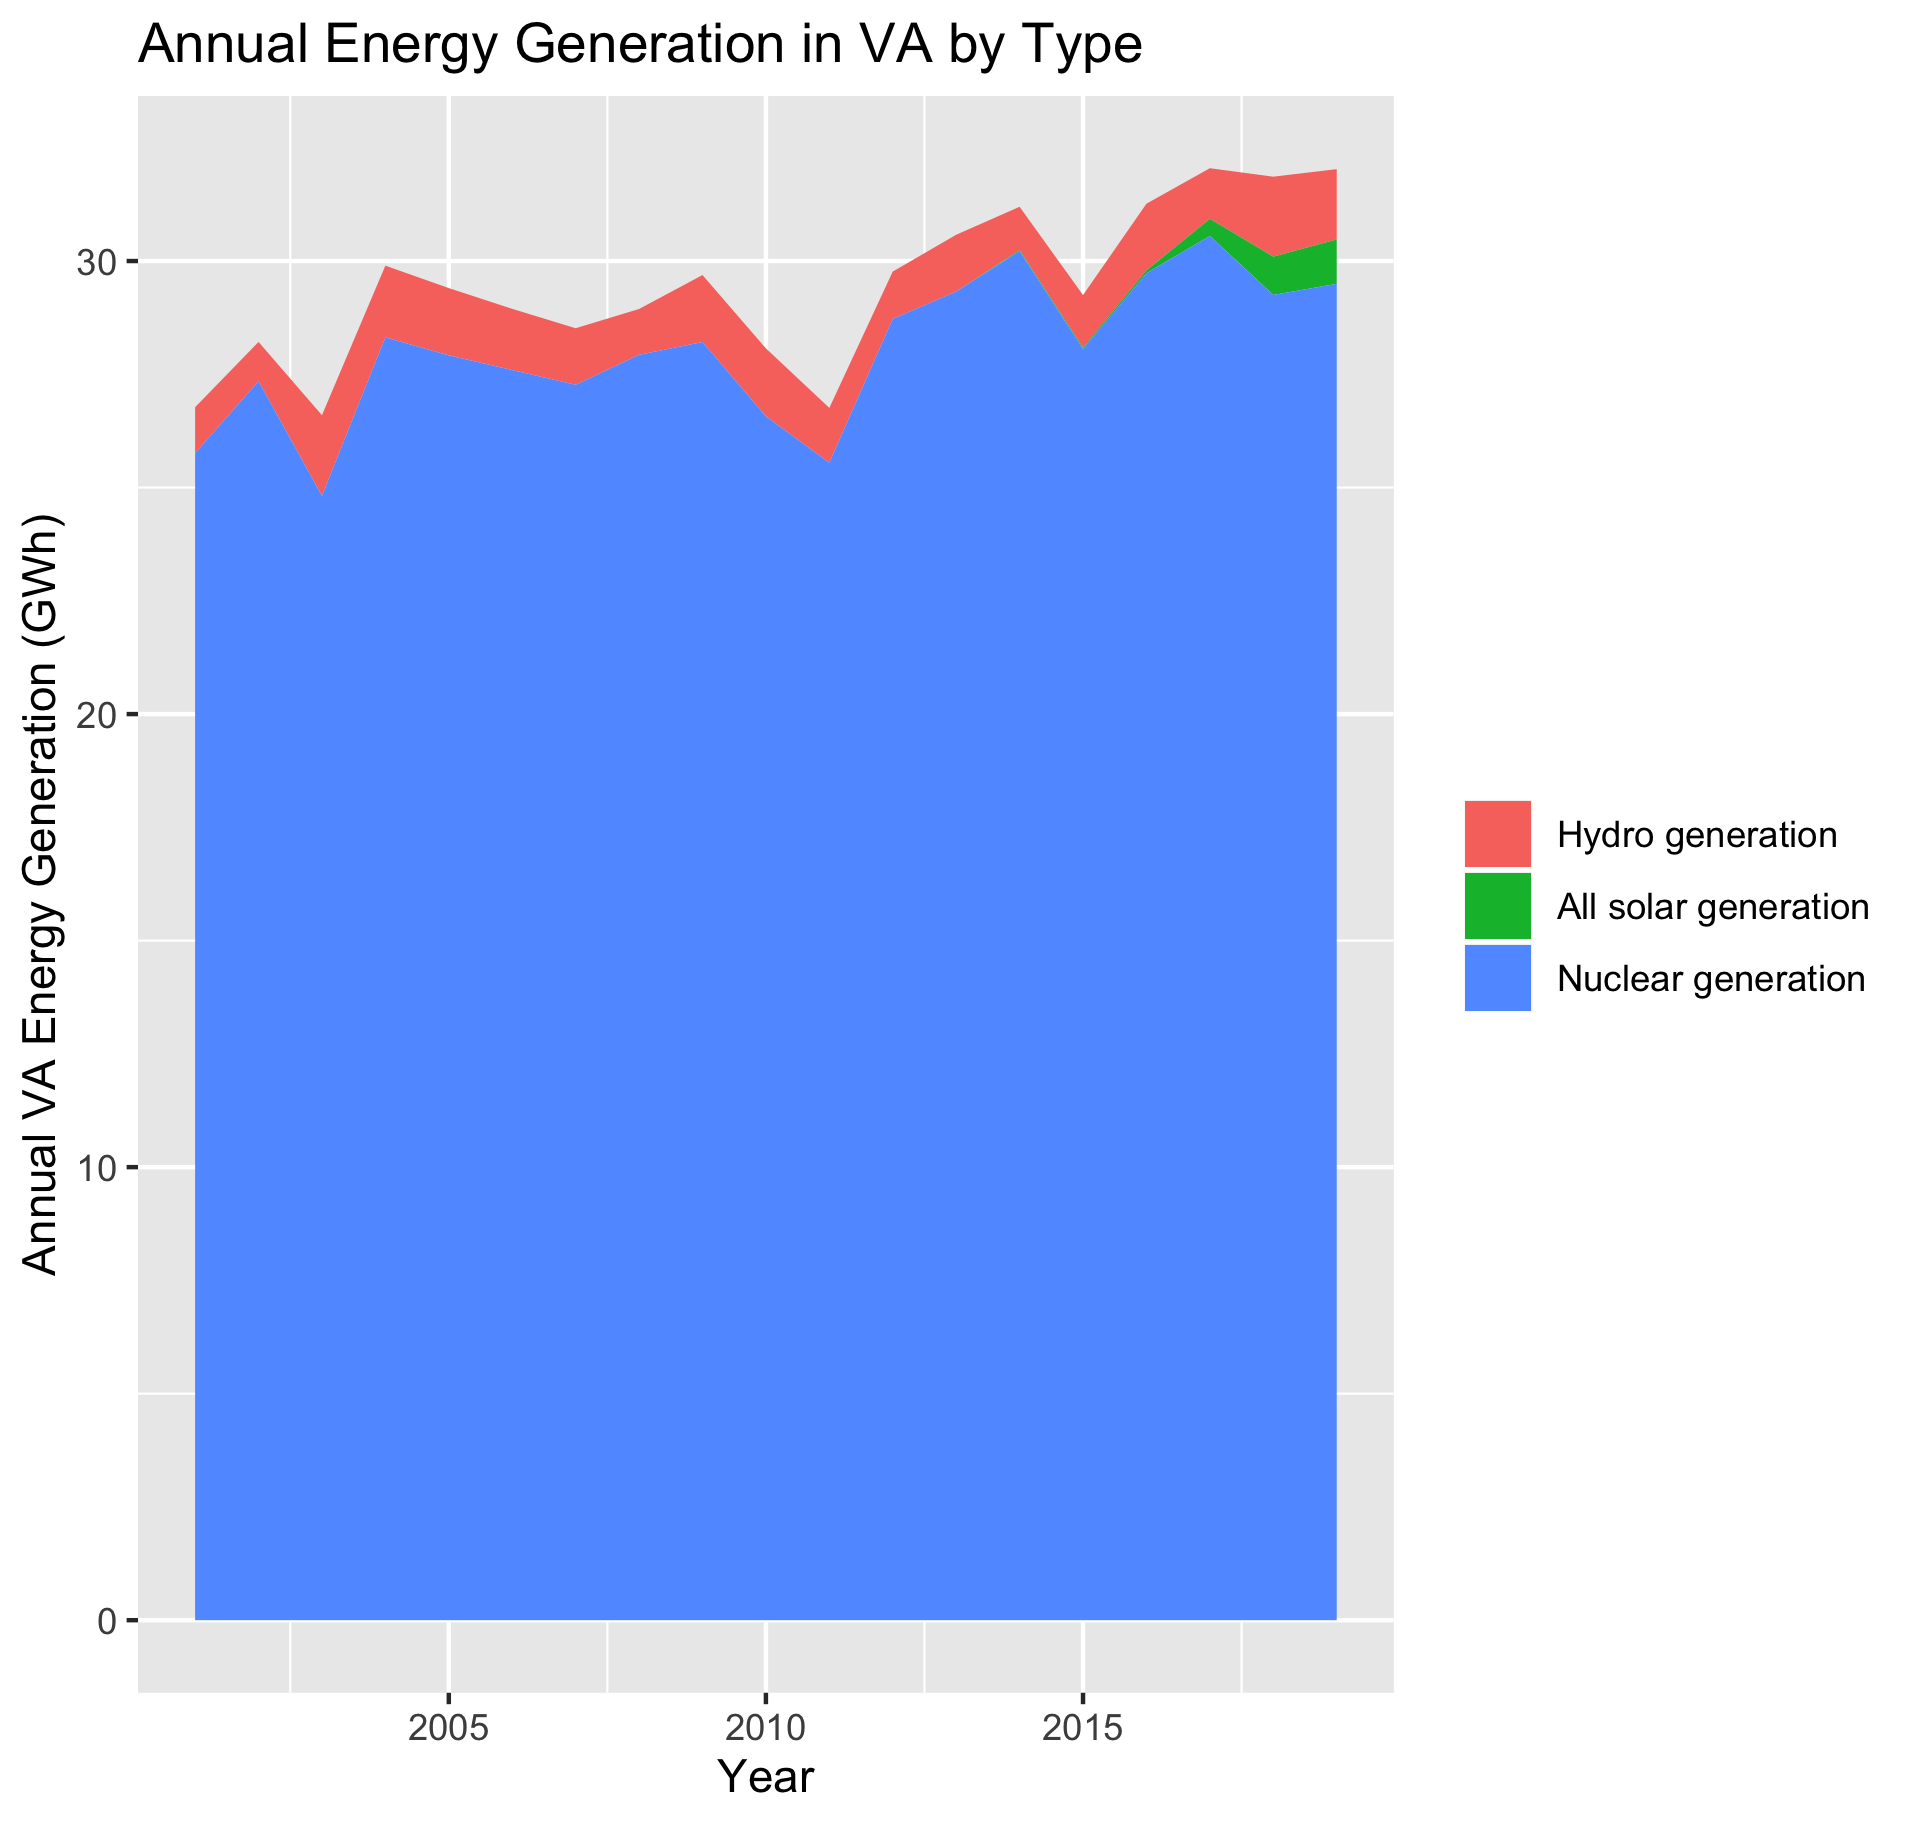 Annual Energy Generation in VA by Type
Annual VA Energy Generation (GWh)
30
20
10
0
2005
2010
2015
Year
Hydro generation
All solar generation
Nuclear generation